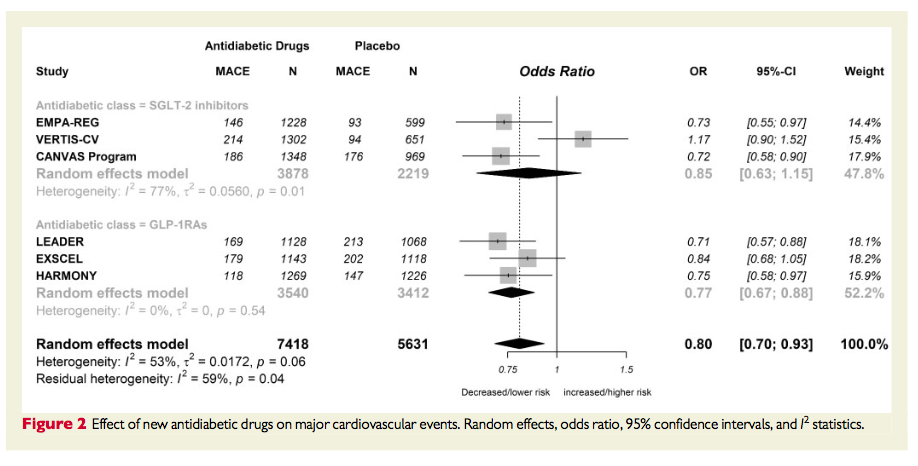 Antidiabetic Drugs Placebo
Study MACE N MACE N Odds Ratio OR 95%-CI Weight
Antidiabetic class = SGLT-2 inhibitors
EMPA-REG 146 1228 93 599 0.73 [0.55; 0.97] 14.4%
VERTIS-CV 214 1302 94 651 1.17 [0.90; 1.52] 15.4%
CANVAS Program 186 1348 176 969 0.72 [0.58; 0.90] 17.9%
Random effects model 3878 2219 0.85 [0.63; 1.15] 47.8%
Heterogeneity: I² = 77%, τ² = 0.0560, p = 0.01
Antidiabetic class = GLP-1RAs
LEADER 169 1128 213 1068 0.71 [0.57; 0.88] 18.1%
EXSCEL 179 1143 202 1118 0.84 [0.68; 1.05] 18.2%
HARMONY 118 1269 147 1226 0.75 [0.58; 0.97] 15.9%
Random effects model 3540 3412 0.77 [0.67; 0.88] 52.2%
Heterogeneity: I² = 0%, τ² = 0, p = 0.54
Random effects model 7418 5631 0.80 [0.70; 0.93] 100.0%
Heterogeneity: I² = 53%, τ² = 0.0172, p = 0.06
Residual heterogeneity: I² = 59%, p = 0.04
0.75 1 1.5
Decreased/lower risk increased/higher risk
Figure 2 Effect of new antidiabetic drugs on major cardiovascular events. Random effects, odds ratio, 95% confidence intervals, and I² statistics.